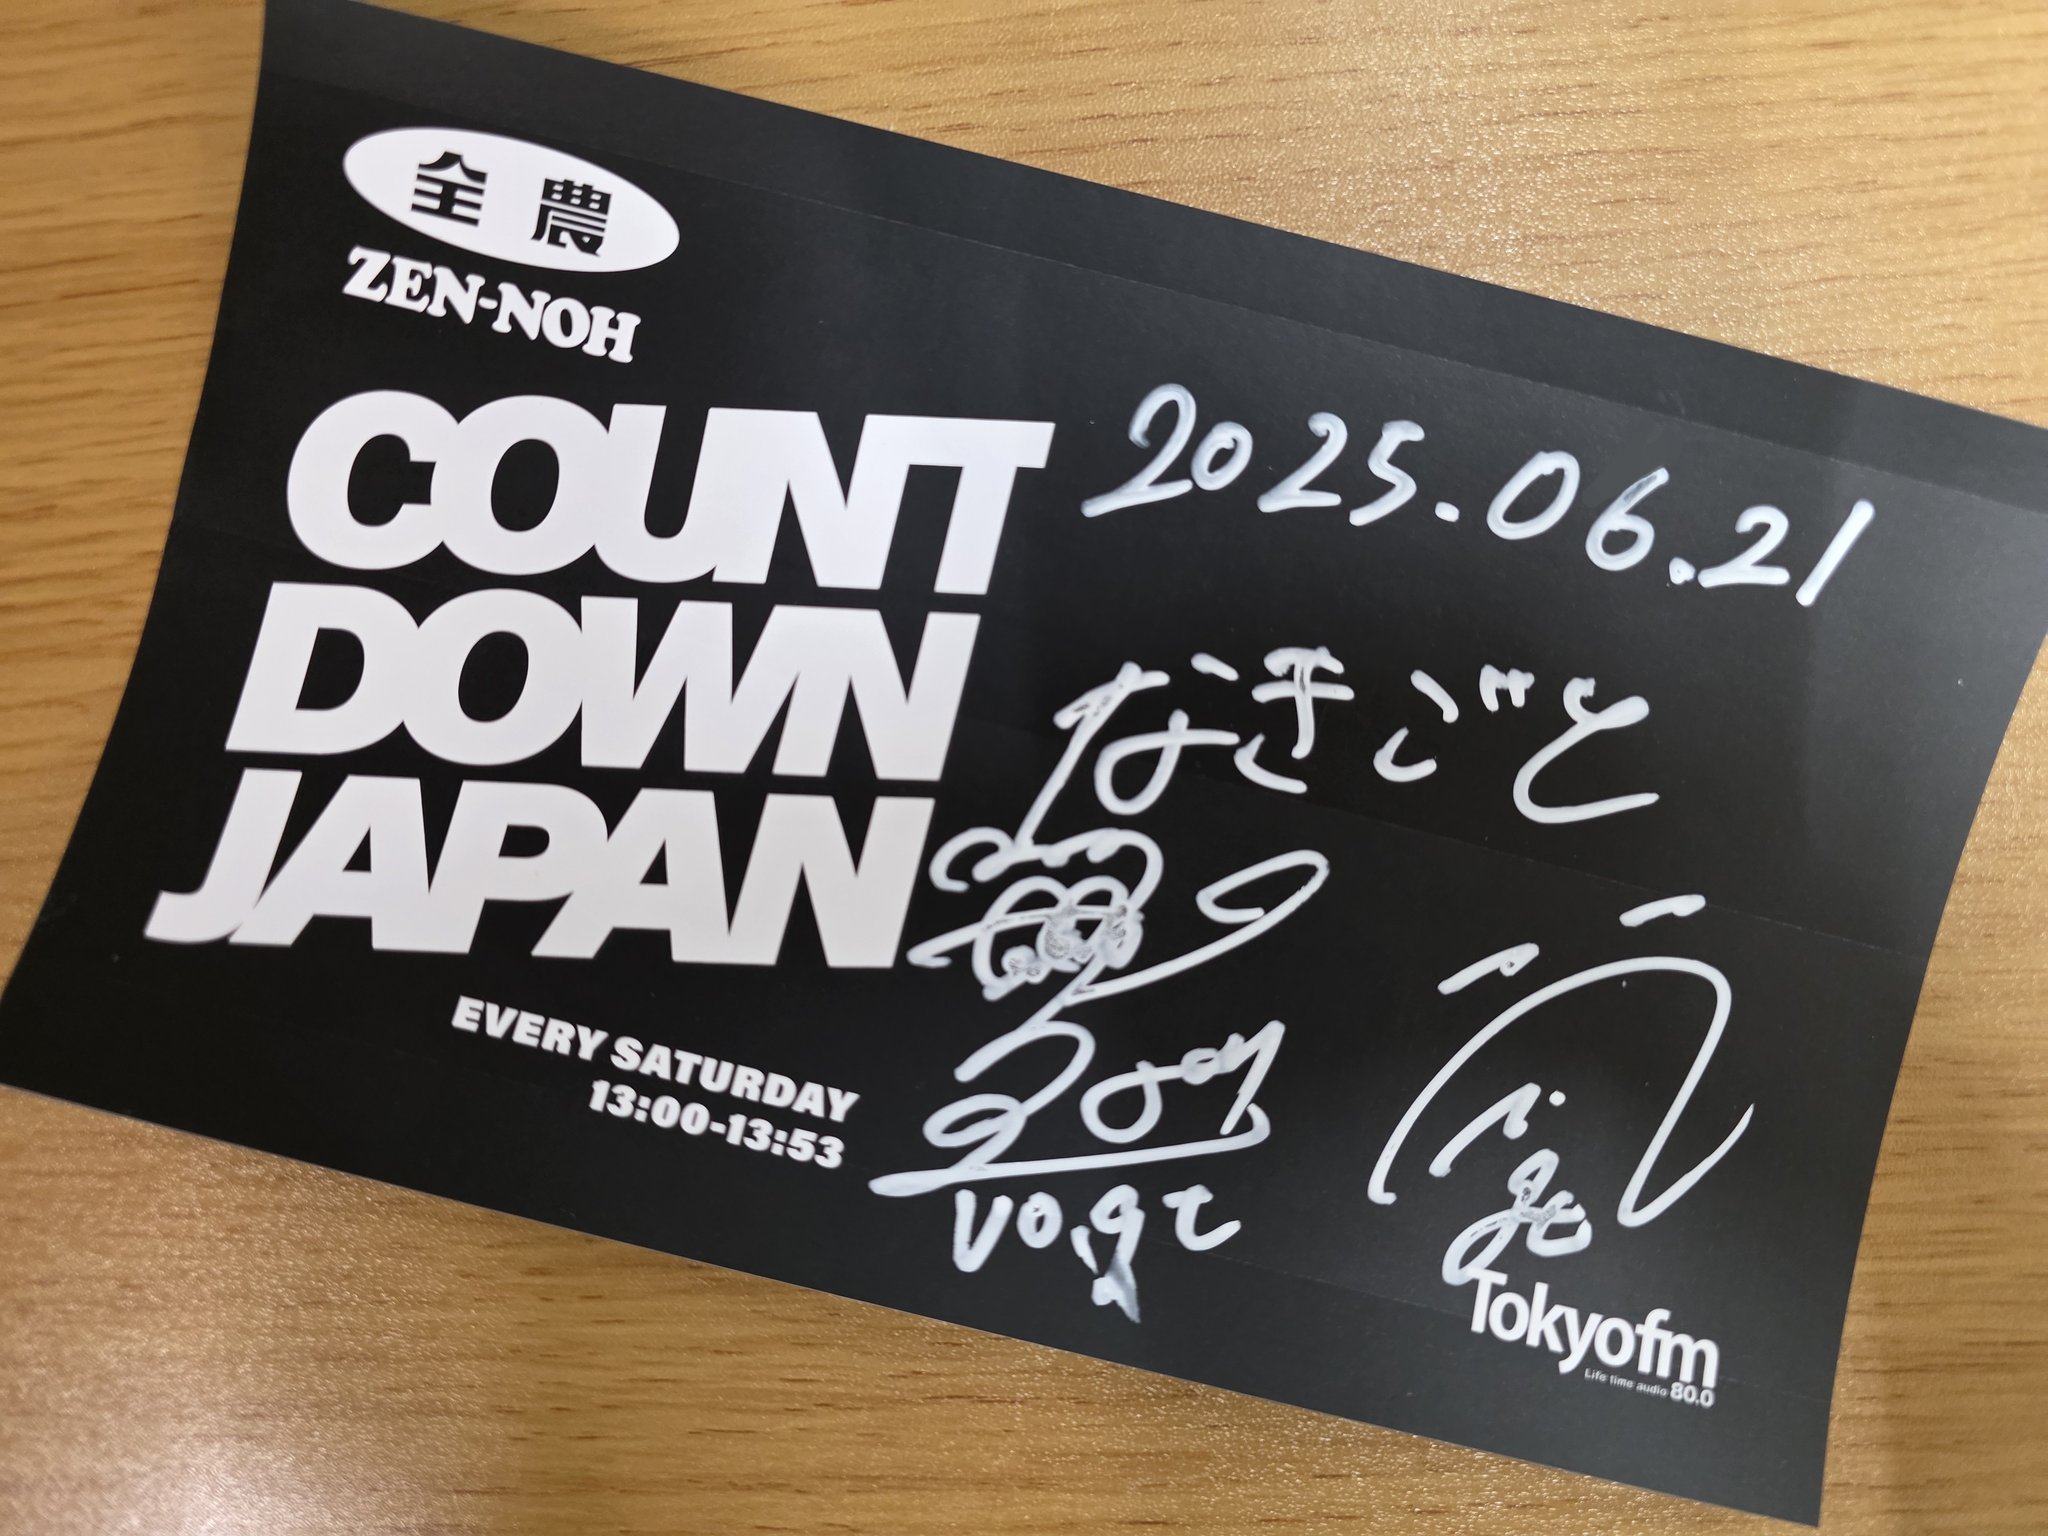 全農
ZEN-NOH
COUNT
DOWN
JAPAN
EVERY SATURDAY
13:00-13:53
2025.06.21
なきごと
Vo,gt
Tokyofm
Life time audio 80.0